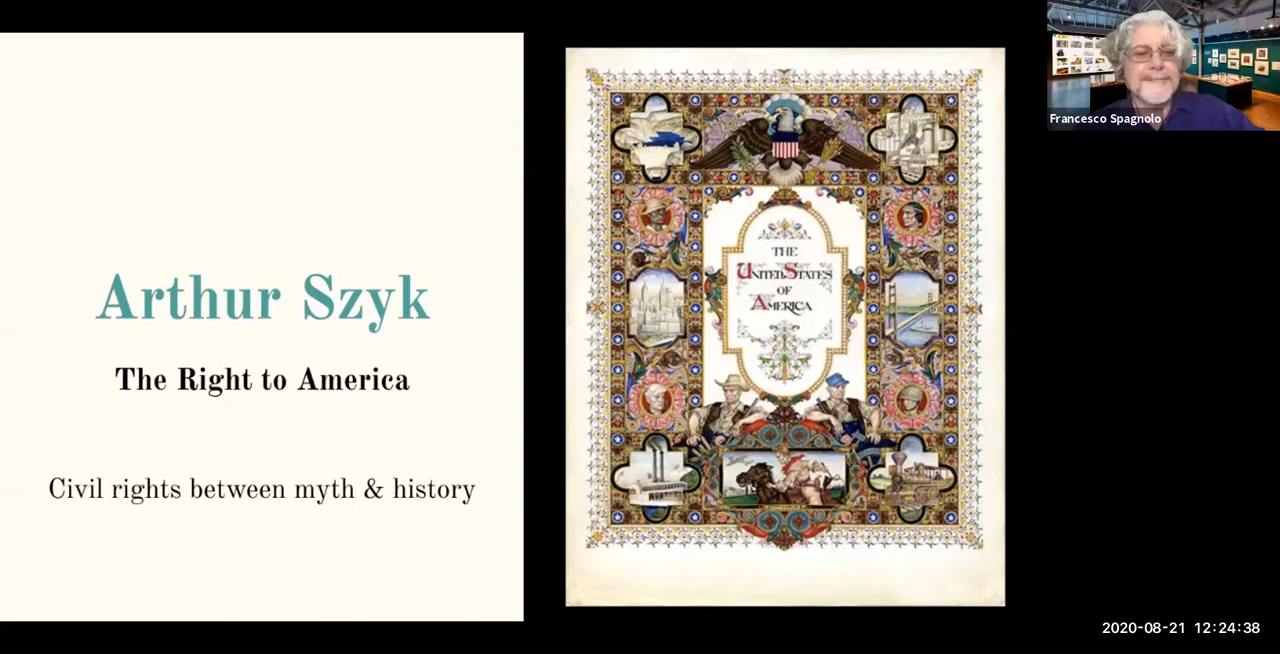 Arthur Szyk
The Right to America
Civil rights between myth & history
THE
UNITED STATES
OF
AMERICA
Francesco Spagnolo
2020-08-21 12:24:38